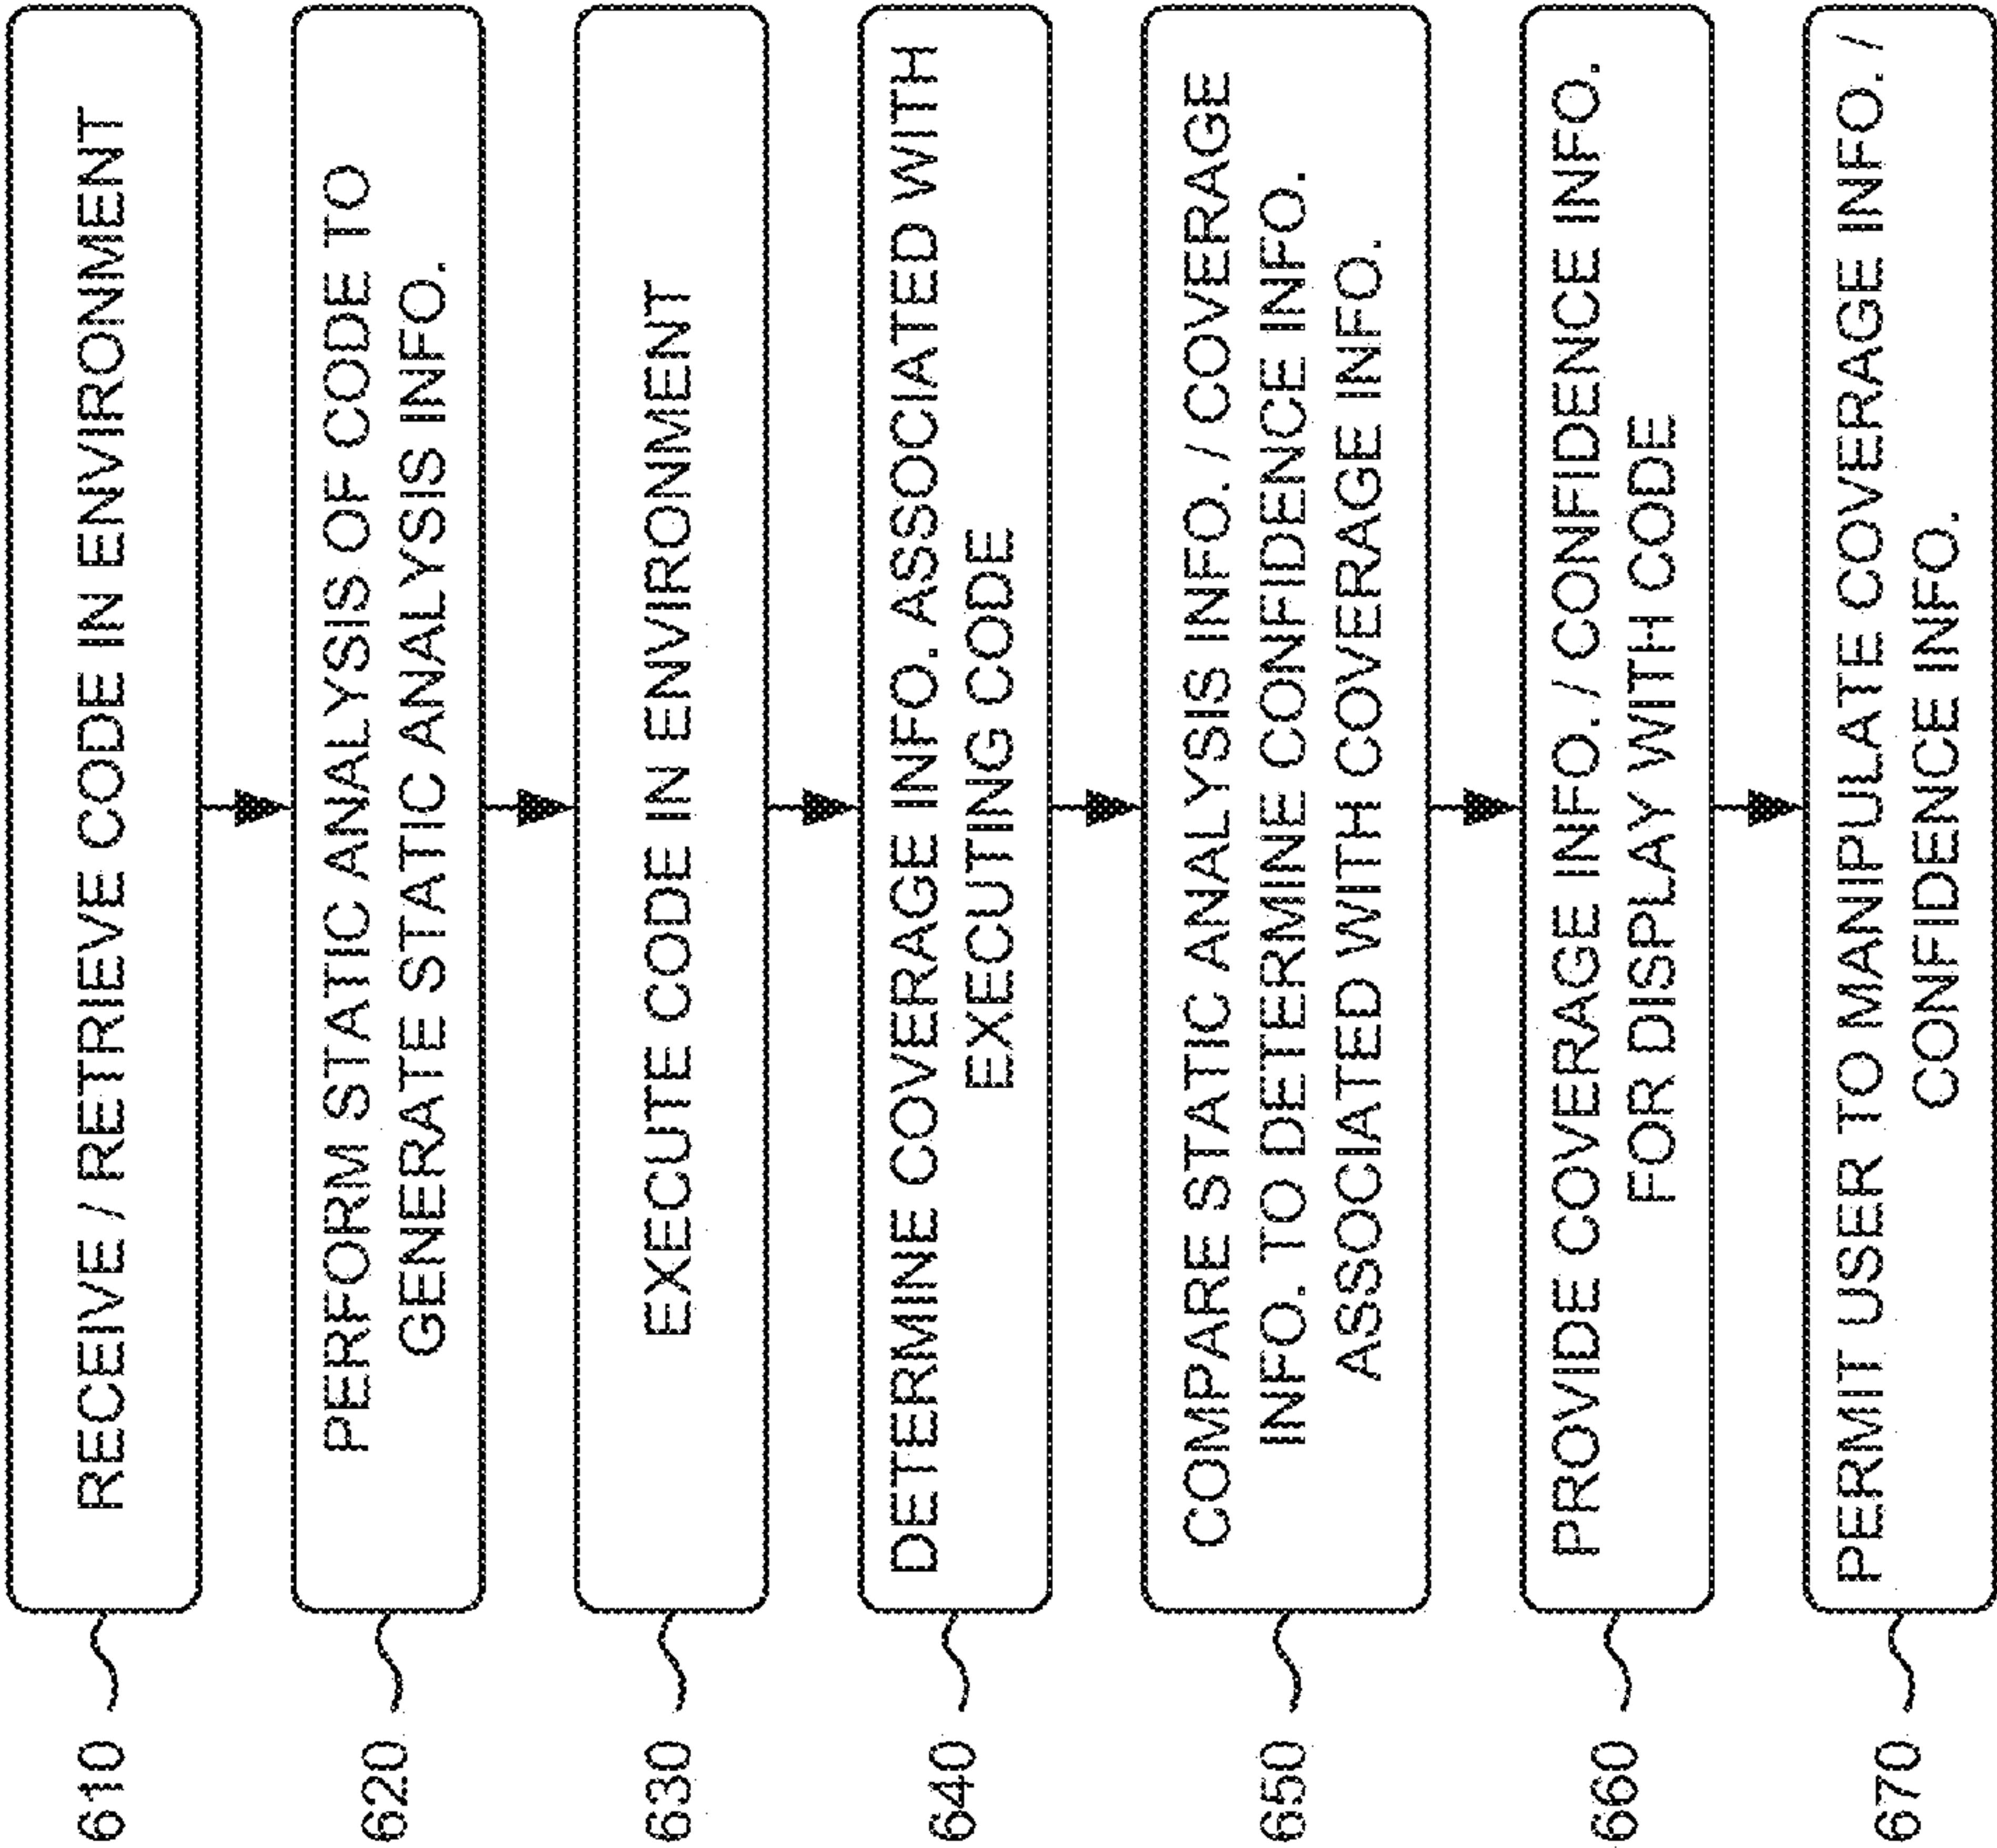 610
RECEIVE / RETRIEVE CODE IN ENVIRONMENT
620
PERFORM STATIC ANALYSIS OF CODE TO
GENERATE STATIC ANALYSIS INFO.
630
EXECUTE CODE IN ENVIRONMENT
640
DETERMINE COVERAGE INFO. ASSOCIATED WITH
EXECUTING CODE
650
COMPARE STATIC ANALYSIS INFO. / COVERAGE
INFO. TO DETERMINE CONFIDENCE INFO.
ASSOCIATED WITH COVERAGE INFO.
660
PROVIDE COVERAGE INFO. / CONFIDENCE INFO.
FOR DISPLAY WITH CODE
670
PERMIT USER TO MANIPULATE COVERAGE INFO. /
CONFIDENCE INFO.